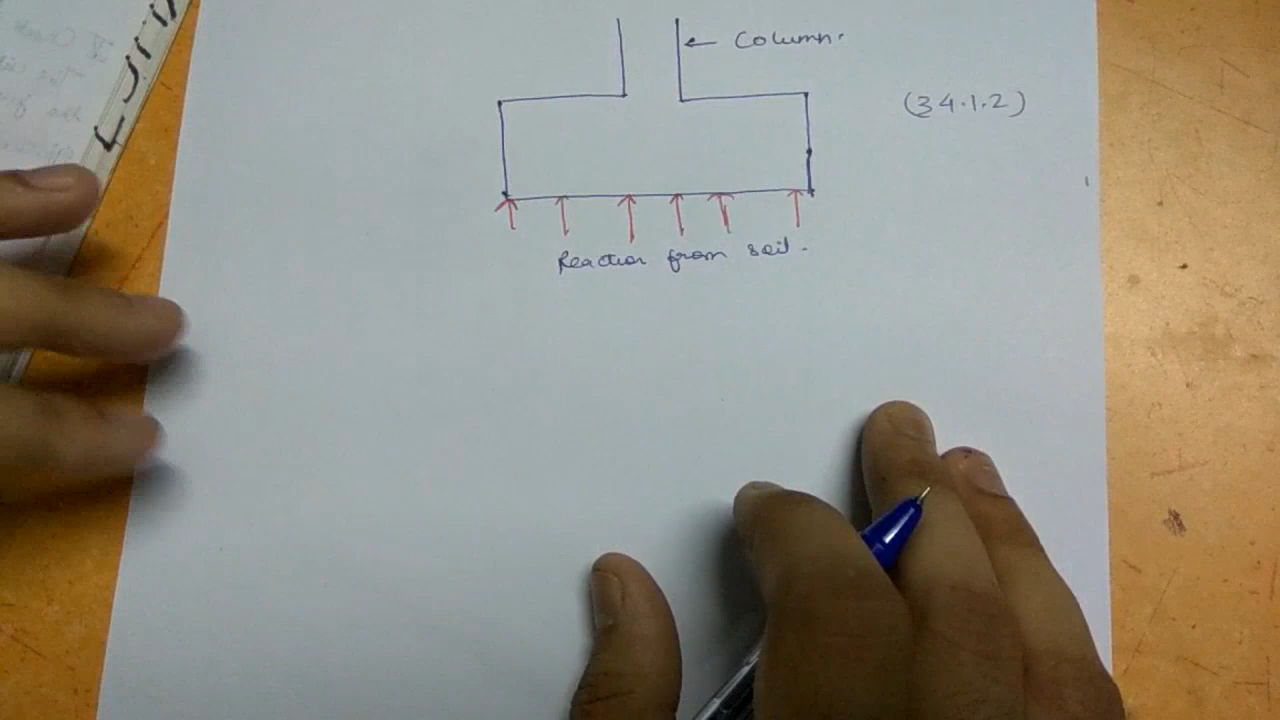 ← Column.
(34.1.2)
Reaction from soil.